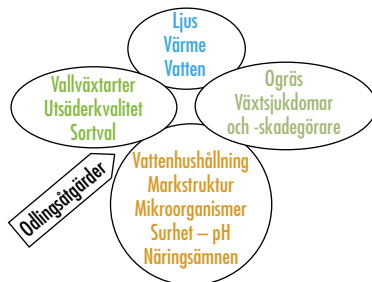 Ljus
Värme
Vatten
Vallväxtarter
Utsäderkvalitet
Sortval
Ogräs
Växtsjukdomar
och -skadegörare
Odlingsåtgärder
Vattenhushållning
Markstruktur
Mikroorganismer
Surhet – pH
Näringsämnen